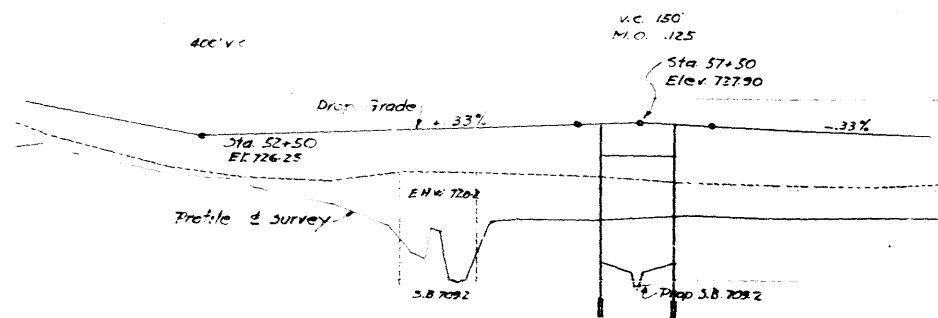 v.c. 150'
M.O. .125
400' v.c.
Sta. 57+50
Elev. 727.90
Drop Grade
+.33%
-.33%
Sta. 52+50
El. 726.25
E.H.W. 720.2
Profile ℄ survey
S.B. 709.2
Prop S.B. 709.2